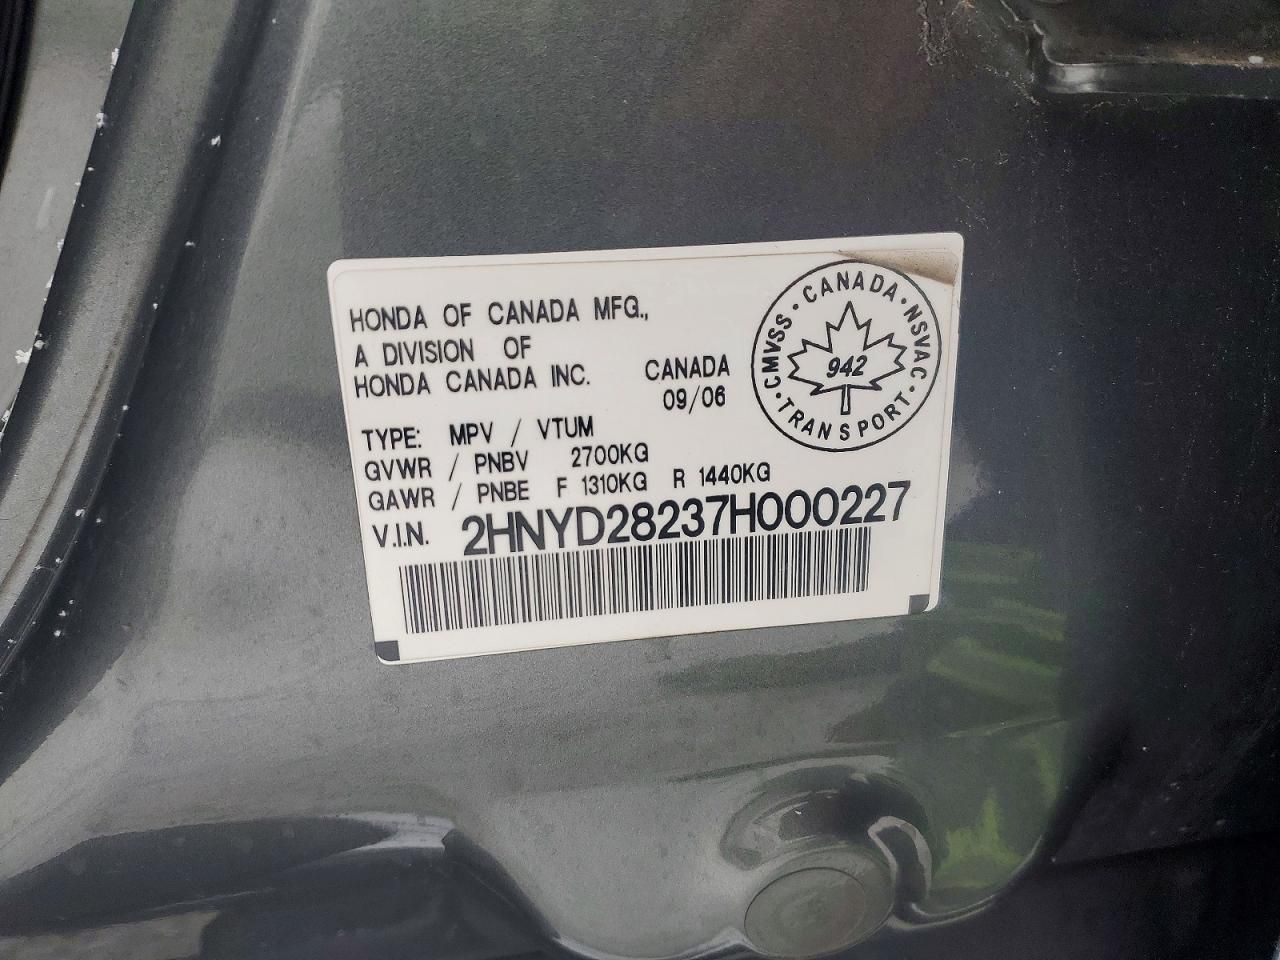 HONDA OF CANADA MFG.,
A DIVISION OF
HONDA CANADA INC.
CANADA
09/06
TYPE: MPV / VTUM
GVWR / PNBV 2700KG
GAWR / PNBE F 1310KG R 1440KG
V.I.N. 2HNYD28237H000227
CANADA · NSVAC · TRANSPORT · CMVSS ·
942